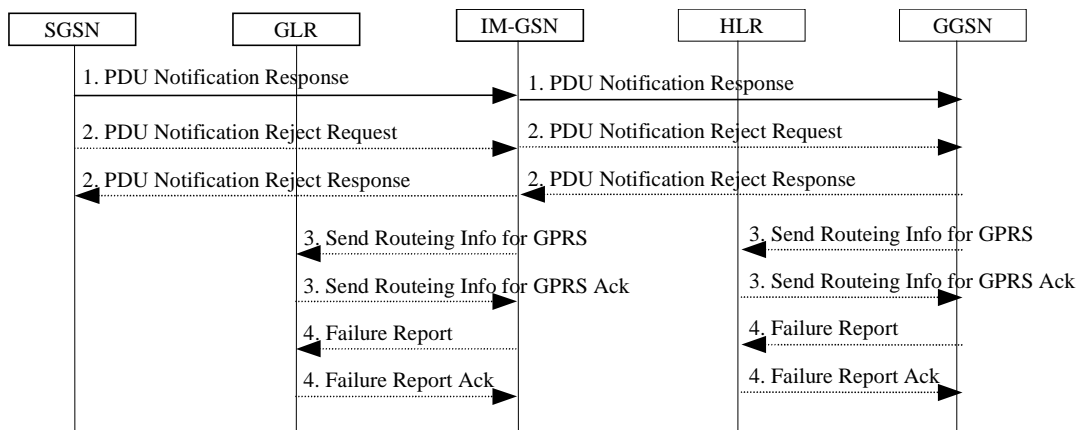 SGSN
GLR
IM-GSN
HLR
GGSN
1. PDU Notification Response
1. PDU Notification Response
2. PDU Notification Reject Request
2. PDU Notification Reject Request
2. PDU Notification Reject Response
2. PDU Notification Reject Response
3. Send Routeing Info for GPRS
3. Send Routeing Info for GPRS
3. Send Routeing Info for GPRS Ack
3. Send Routeing Info for GPRS Ack
4. Failure Report
4. Failure Report
4. Failure Report Ack
4. Failure Report Ack